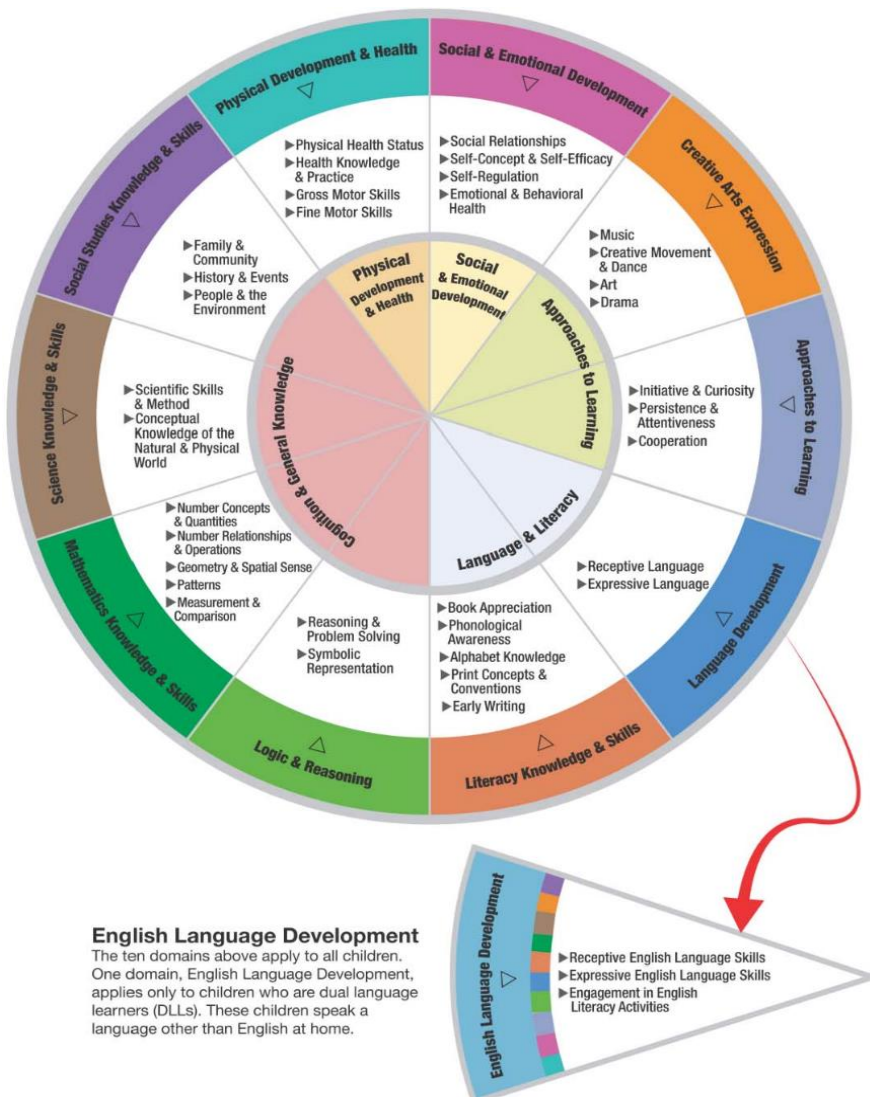 Physical Development & Health
Social & Emotional Development
Creative Arts Expression
Approaches to Learning
Language Development
Literacy Knowledge & Skills
Logic & Reasoning
Mathematics Knowledge & Skills
Science Knowledge & Skills
Social Studies Knowledge & Skills
▶Physical Health Status
▶Health Knowledge
& Practice
▶Gross Motor Skills
▶Fine Motor Skills
▶Social Relationships
▶Self-Concept & Self-Efficacy
▶Self-Regulation
▶Emotional & Behavioral
Health
▶Music
▶Creative Movement
& Dance
▶Art
▶Drama
▶Initiative & Curiosity
▶Persistence &
Attentiveness
▶Cooperation
▶Receptive Language
▶Expressive Language
▶Book Appreciation
▶Phonological
Awareness
▶Alphabet Knowledge
▶Print Concepts &
Conventions
▶Early Writing
▶Reasoning &
Problem Solving
▶Symbolic
Representation
▶Number Concepts
& Quantities
▶Number Relationships
& Operations
▶Geometry & Spatial Sense
▶Patterns
▶Measurement &
Comparison
▶Scientific Skills
& Method
▶Conceptual
Knowledge of the
Natural & Physical
World
▶Family &
Community
▶History & Events
▶People & the
Environment
Physical
Development
& Health
Social
& Emotional
Development
Approaches to Learning
Language & Literacy
Cognition & General Knowledge
English Language Development
The ten domains above apply to all children.
One domain, English Language Development,
applies only to children who are dual language
learners (DLLs). These children speak a
language other than English at home.
English Language Development
▶Receptive English Language Skills
▶Expressive English Language Skills
▶Engagement in English
Literacy Activities